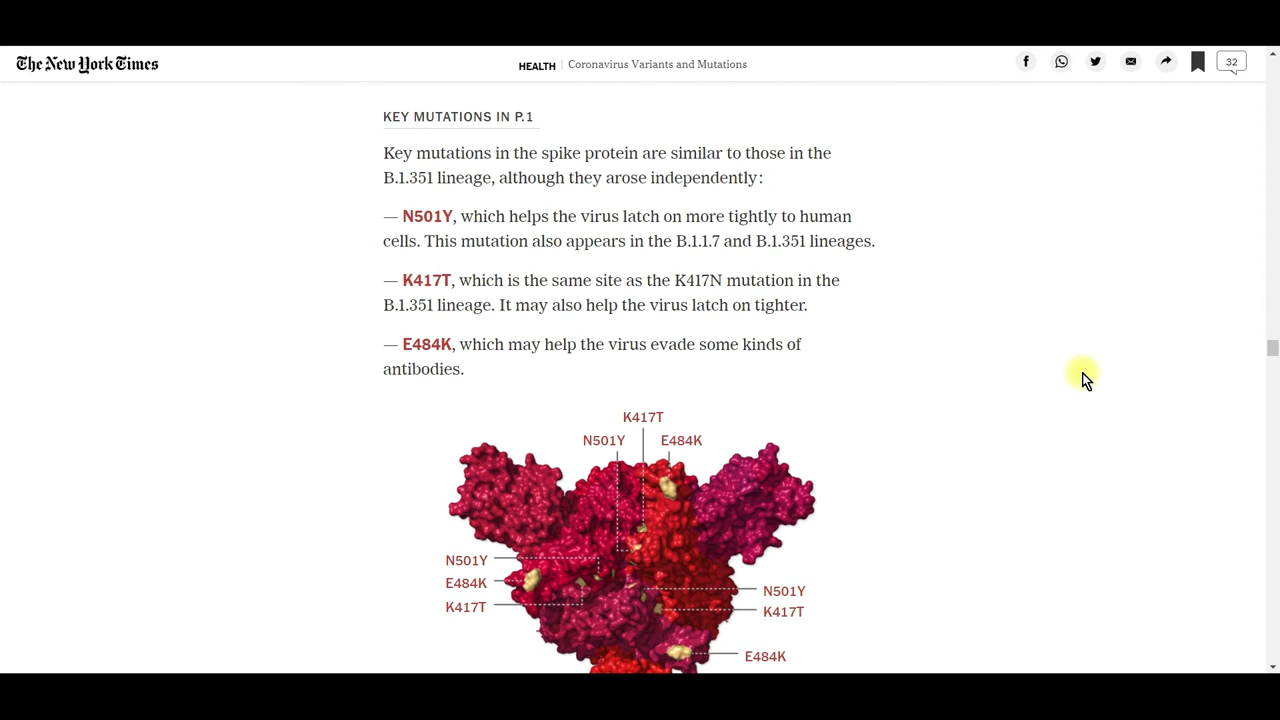 The New York Times
HEALTH | Coronavirus Variants and Mutations
32
KEY MUTATIONS IN P.1
Key mutations in the spike protein are similar to those in the
B.1.351 lineage, although they arose independently:
— N501Y, which helps the virus latch on more tightly to human
cells. This mutation also appears in the B.1.1.7 and B.1.351 lineages.
— K417T, which is the same site as the K417N mutation in the
B.1.351 lineage. It may also help the virus latch on tighter.
— E484K, which may help the virus evade some kinds of
antibodies.
K417T
N501Y E484K
N501Y
E484K
K417T
N501Y
K417T
E484K